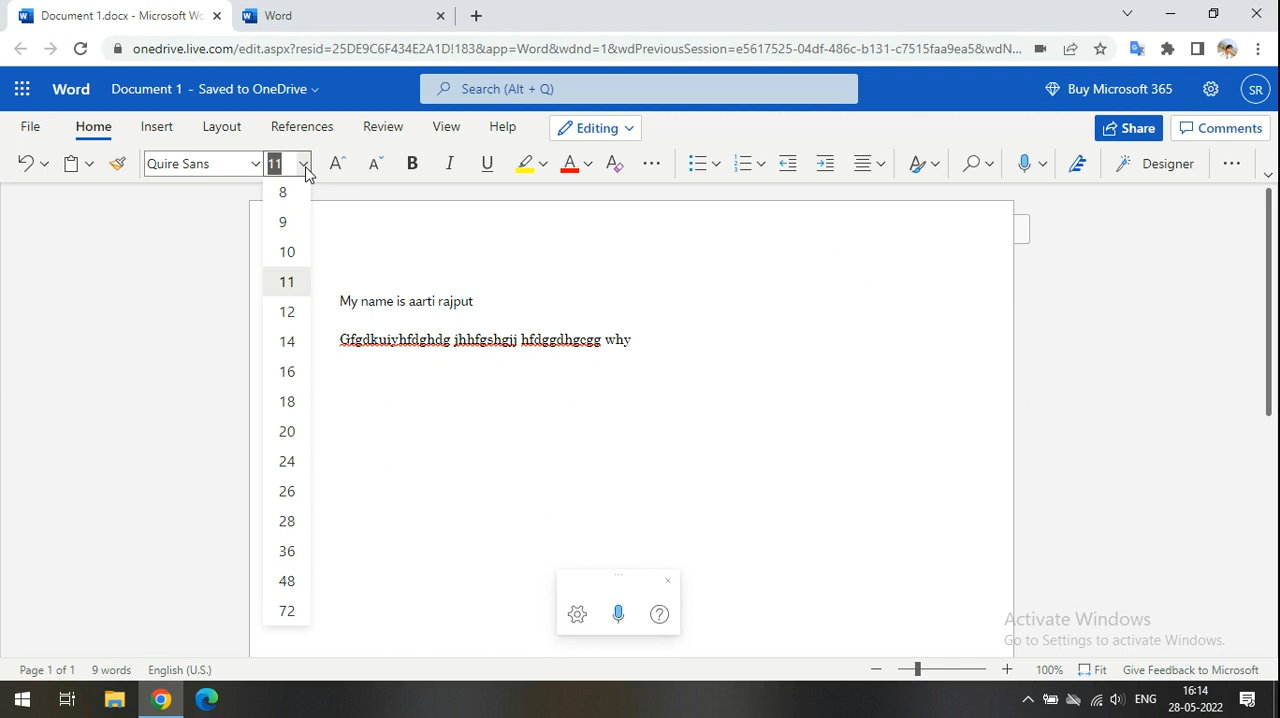 Document 1.docx - Microsoft Wo
Word
onedrive.live.com/edit.aspx?resid=25DE9C6F434E2A1D!183&app=Word&wdnd=1&wdPreviousSession=e5617525-04df-486c-b131-c7515faa9ea5&wdN...
Word
Document 1 - Saved to OneDrive
Search (Alt + Q)
Buy Microsoft 365
SR
File
Home
Insert
Layout
References
Review
View
Help
Editing
Share
Comments
Quire Sans
11
Designer
8
9
10
11
12
14
16
18
20
24
26
28
36
48
72
My name is aarti rajput
Gfgdkuiyhfdghdg jhhfgshgjj hfdggdhgcgg why
Activate Windows
Go to Settings to activate Windows.
Page 1 of 1
9 words
English (U.S.)
100%
Fit
Give Feedback to Microsoft
ENG
16:14
28-05-2022